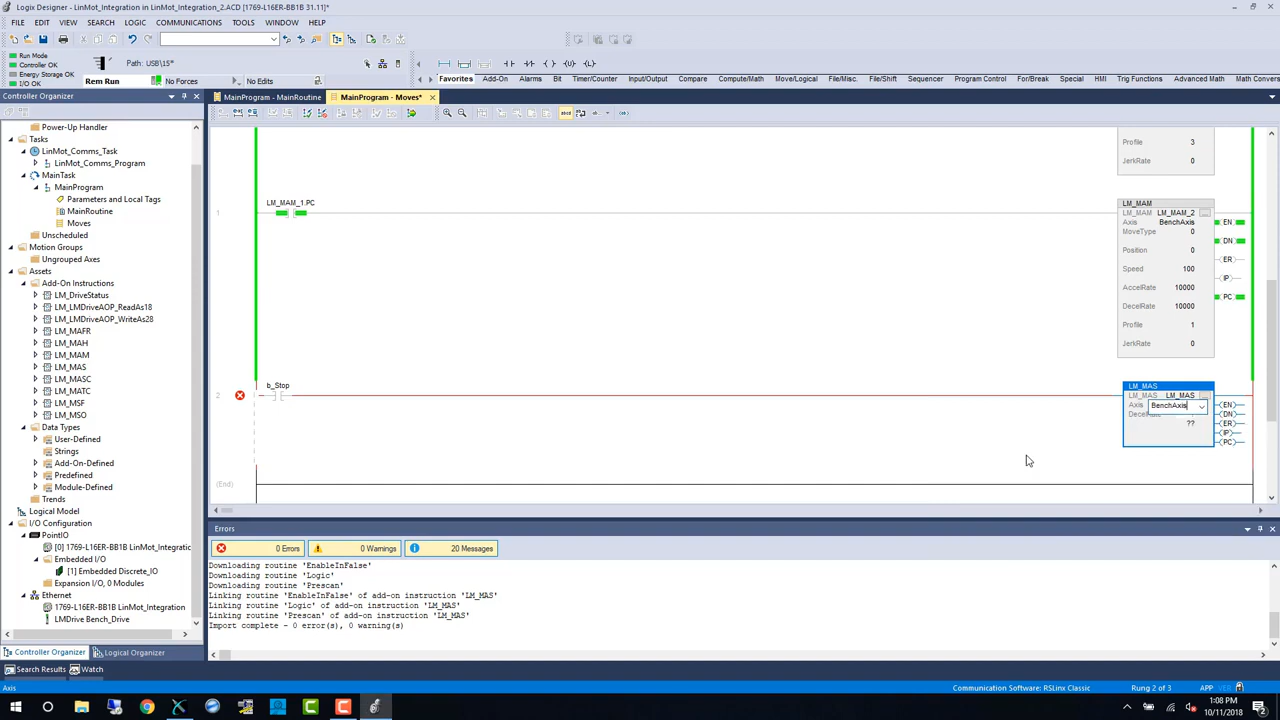 Logix Designer - LinMot_Integration in LinMot_Integration_2.ACD [1769-L16ER-BB1B 31.11]*
FILE EDIT VIEW SEARCH LOGIC COMMUNICATIONS TOOLS WINDOW HELP
Run Mode
Controller OK
Energy Storage OK
I/O OK
Path: USB\15*
Rem Run
No Forces
No Edits
Favorites Add-On Alarms Bit Timer/Counter Input/Output Compare Compute/Math Move/Logical File/Misc. File/Shift Sequencer Program Control For/Break Special HMI Trig Functions Advanced Math Math Convers
Controller Organizer
MainProgram - MainRoutine
MainProgram - Moves*
Power-Up Handler
Tasks
LinMot_Comms_Task
LinMot_Comms_Program
MainTask
MainProgram
Parameters and Local Tags
MainRoutine
Moves
Unscheduled
Motion Groups
Ungrouped Axes
Assets
Add-On Instructions
LM_DriveStatus
LM_LMDriveAOP_ReadAs18
LM_LMDriveAOP_WriteAs28
LM_MAFR
LM_MAH
LM_MAM
LM_MAS
LM_MASC
LM_MATC
LM_MSF
LM_MSO
Data Types
User-Defined
Strings
Add-On-Defined
Predefined
Module-Defined
Trends
Logical Model
I/O Configuration
PointIO
[0] 1769-L16ER-BB1B LinMot_Integratic
Embedded I/O
[1] Embedded Discrete_IO
Expansion I/O, 0 Modules
Ethernet
1769-L16ER-BB1B LinMot_Integration
LMDrive Bench_Drive
Controller Organizer
Logical Organizer
Profile 3
JerkRate 0
1
LM_MAM_1.PC
LM_MAM
LM_MAM LM_MAM_2 ...
Axis BenchAxis
MoveType 0
Position 0
Speed 100
AccelRate 10000
DecelRate 10000
Profile 1
JerkRate 0
EN
DN
ER
IP
PC
2
b_Stop
LM_MAS
LM_MAS LM_MAS ...
Axis BenchAxis
??
EN
DN
ER
IP
PC
(End)
Errors
0 Errors
0 Warnings
20 Messages
Downloading routine 'EnableInFalse'
Downloading routine 'Logic'
Downloading routine 'Prescan'
Linking routine 'EnableInFalse' of add-on instruction 'LM_MAS'
Linking routine 'Logic' of add-on instruction 'LM_MAS'
Linking routine 'Prescan' of add-on instruction 'LM_MAS'
Import complete - 0 error(s), 0 warning(s)
Search Results
Watch
Axis
Communication Software: RSLinx Classic
Rung 2 of 3
APP
VER
1:08 PM
10/11/2018